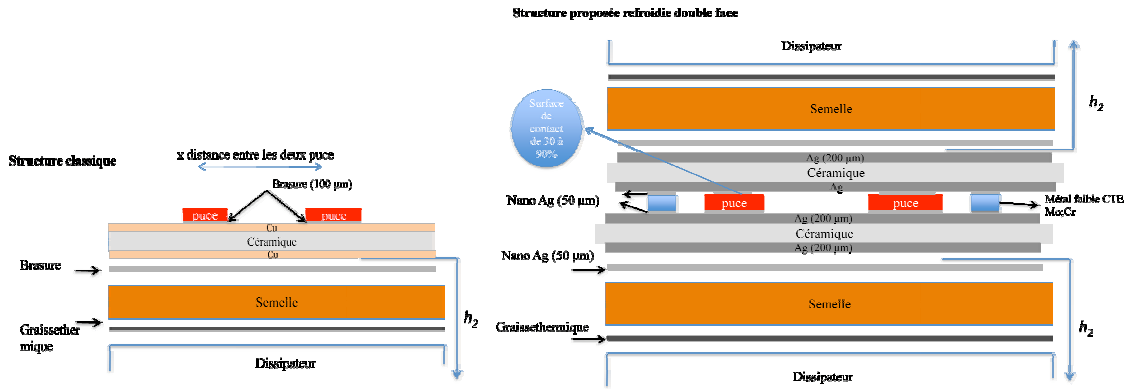 Structure proposée refroidie double face
Dissipateur
h2
Semelle
Surface
de
contact
de 30 à
90%
Structure classique
x distance entre les deux puce
Brasure (100 µm)
puce
puce
Cu
Céramique
Cu
Brasure
Semelle
Graissether
mique
Dissipateur
h2
Ag (200 µm)
Céramique
Ag
Nano Ag (50 µm)
puce
puce
Métal faible CTE
Mo;Cr
Ag (200 µm)
Céramique
Ag (200 µm)
Nano Ag (50 µm)
Semelle
Graissethermique
h2
Dissipateur